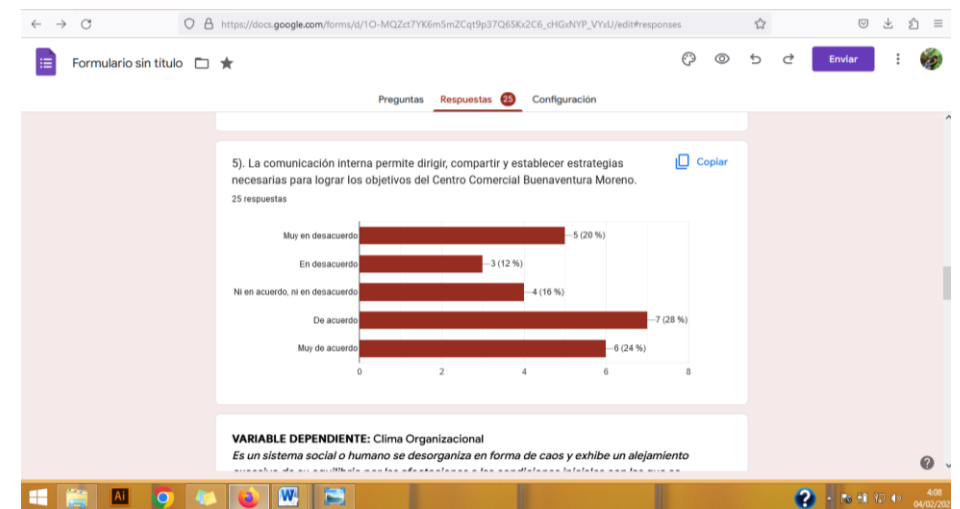 https://docs.google.com/forms/d/1O-MQZct7YK6m5mZCqt9p37Q6SKx2C6_cHGxNYP_VYxU/edit#responses
Formulario sin título
Enviar
Preguntas Respuestas 25 Configuración
5). La comunicación interna permite dirigir, compartir y establecer estrategias
necesarias para lograr los objetivos del Centro Comercial Buenaventura Moreno.
Copiar
25 respuestas
Muy en desacuerdo 5 (20 %)
En desacuerdo 3 (12 %)
Ni en acuerdo, ni en desacuerdo 4 (16 %)
De acuerdo 7 (28 %)
Muy de acuerdo 6 (24 %)
0 2 4 6 8
VARIABLE DEPENDIENTE: Clima Organizacional
Es un sistema social o humano se desorganiza en forma de caos y exhibe un alejamiento
Ai
W
4:08
04/02/202